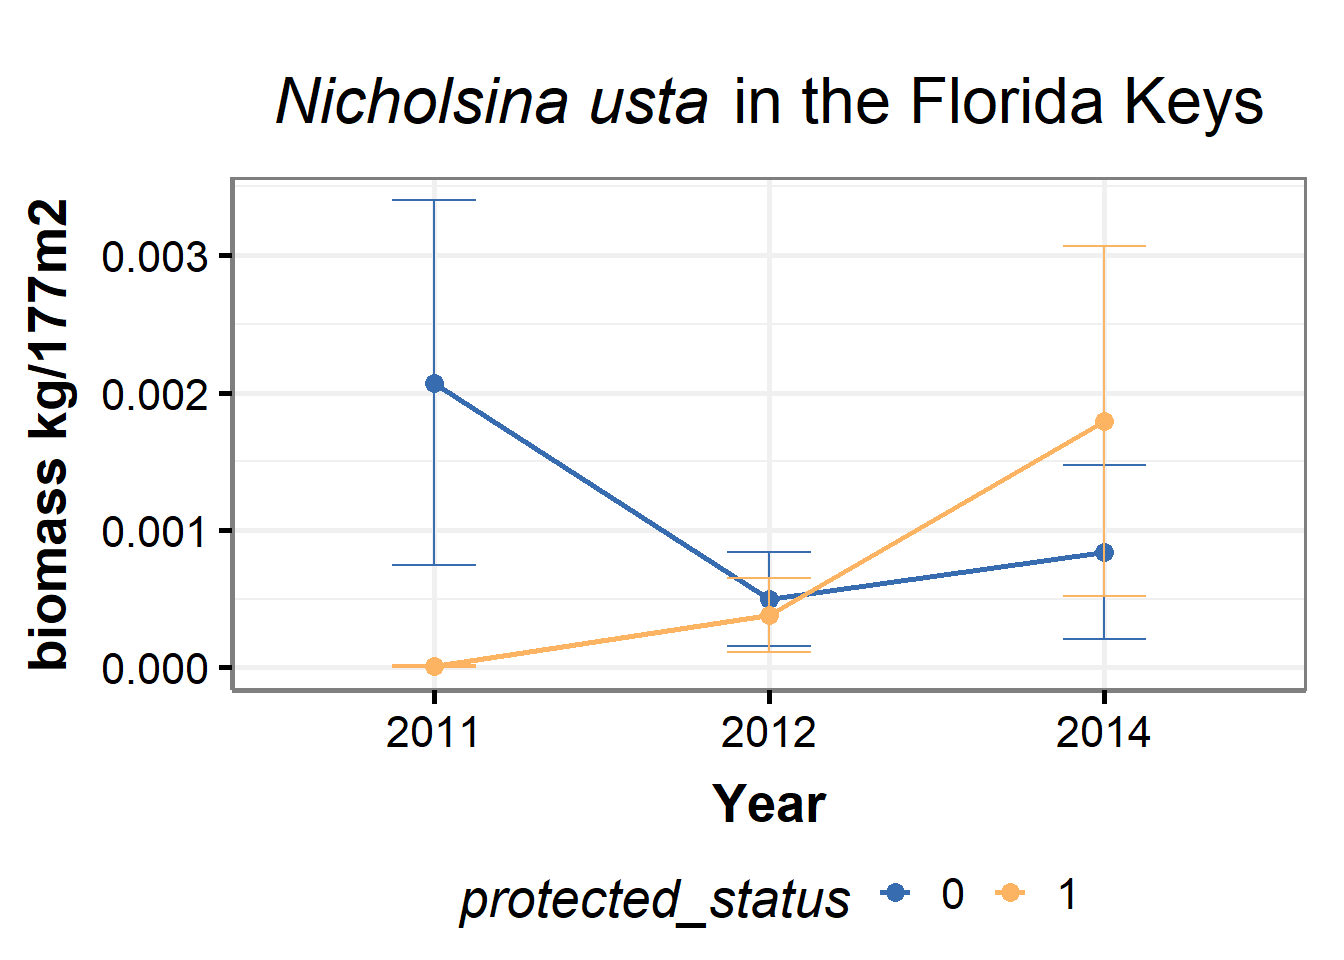 Nicholsina usta in the Florida Keys
biomass kg/177m2
0.003
0.002
0.001
0.000
2011 2012 2014
Year
protected_status 0 1